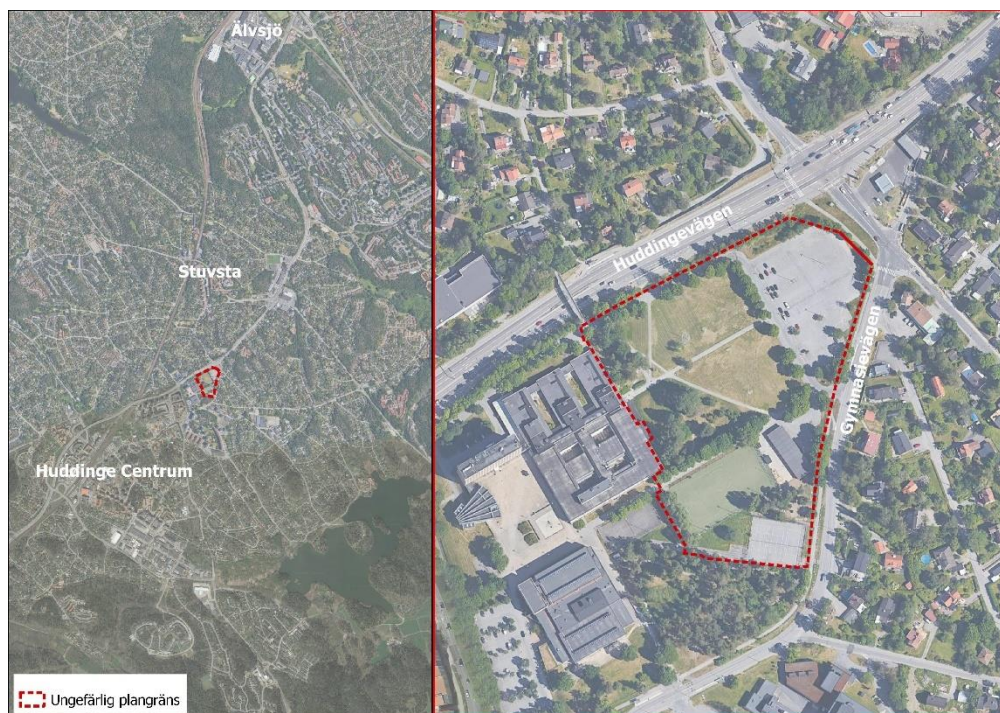 Älvsjö
Stuvsta
Huddinge Centrum
Ungefärlig plangräns
Huddingevägen
Gymnasievägen